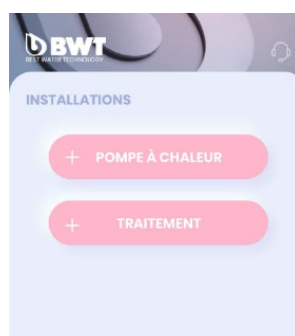 BWT
BEST WATER TECHNOLOGY
INSTALLATIONS
+ POMPE À CHALEUR
+ TRAITEMENT